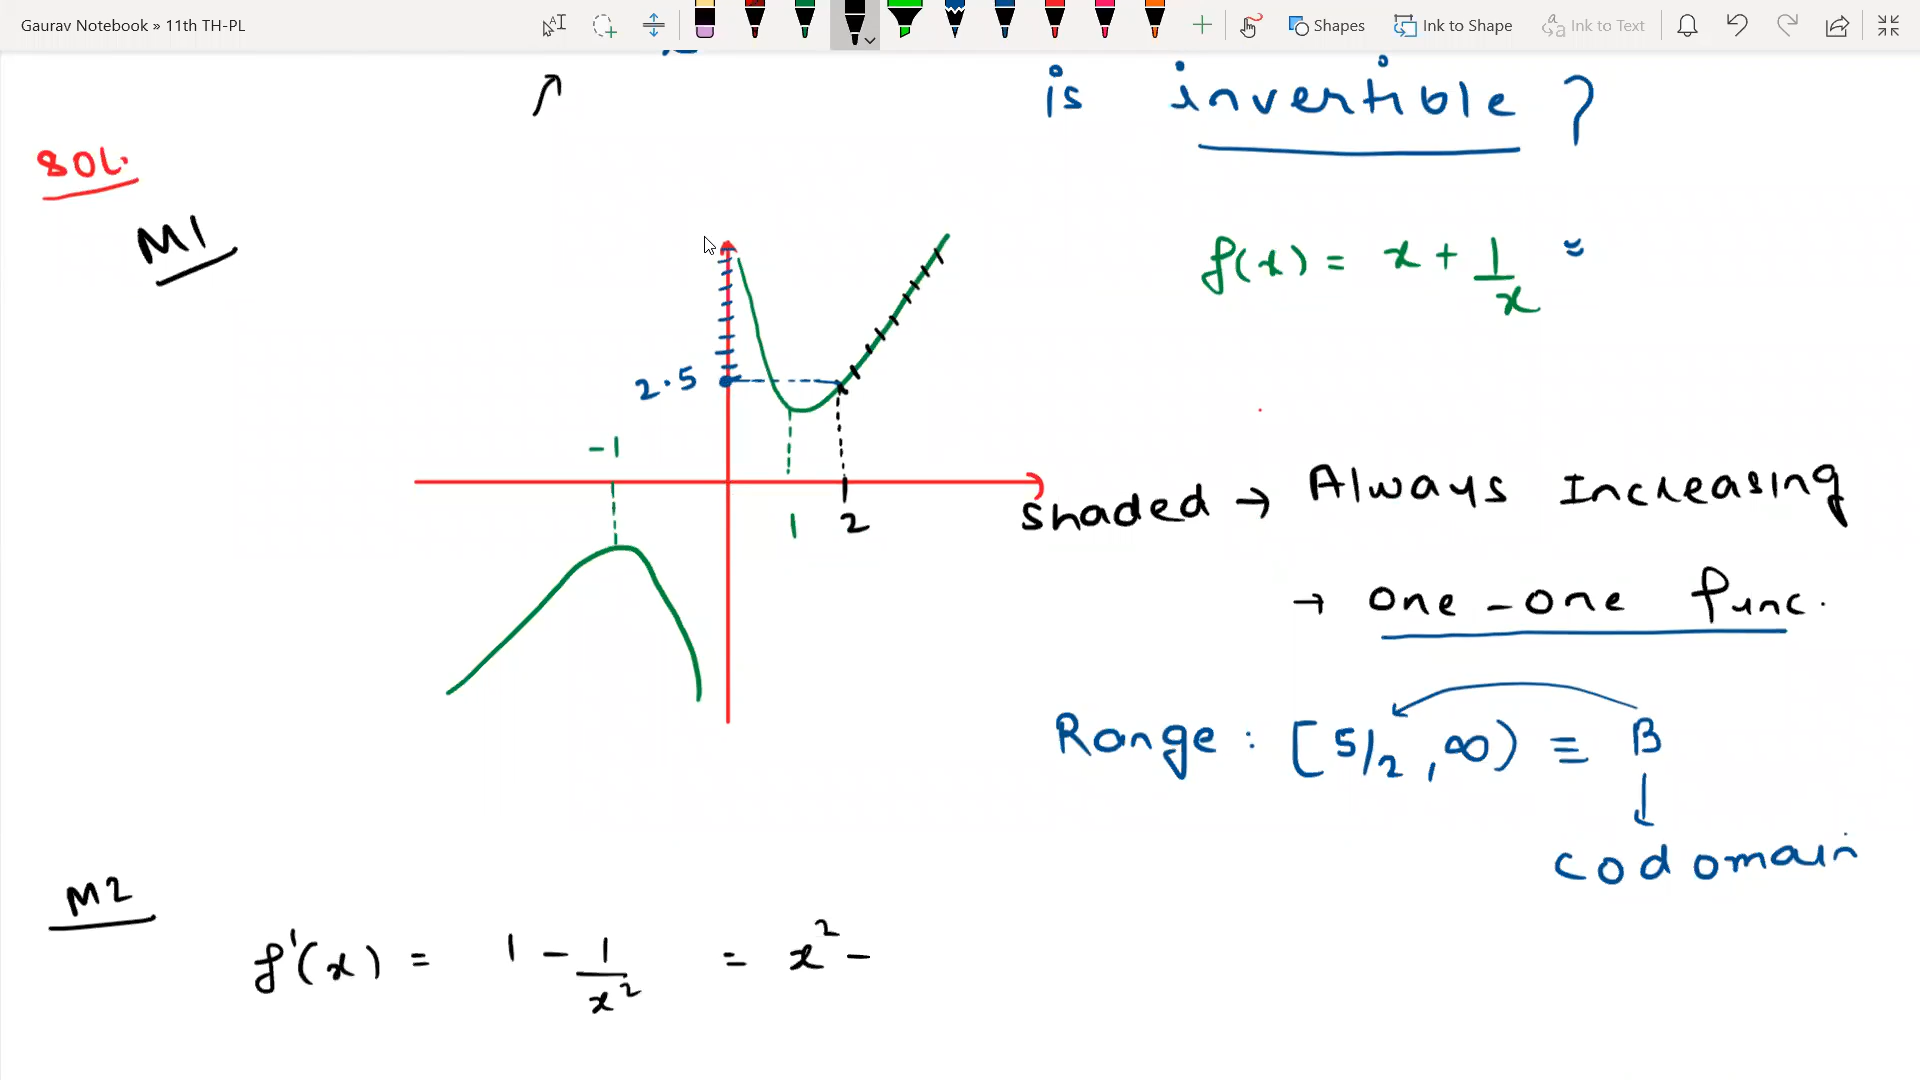 Gaurav Notebook » 11th TH-PL
Shapes
Ink to Shape
Ink to Text
is invertible ?
SOL.
M1
f(x) = x + 1/x
2.5
-1
1
2
shaded → Always Increasing
→ one-one func.
Range : [5/2, ∞) ≡ B
codomain
M2
f'(x) = 1 - 1/x² = x² -